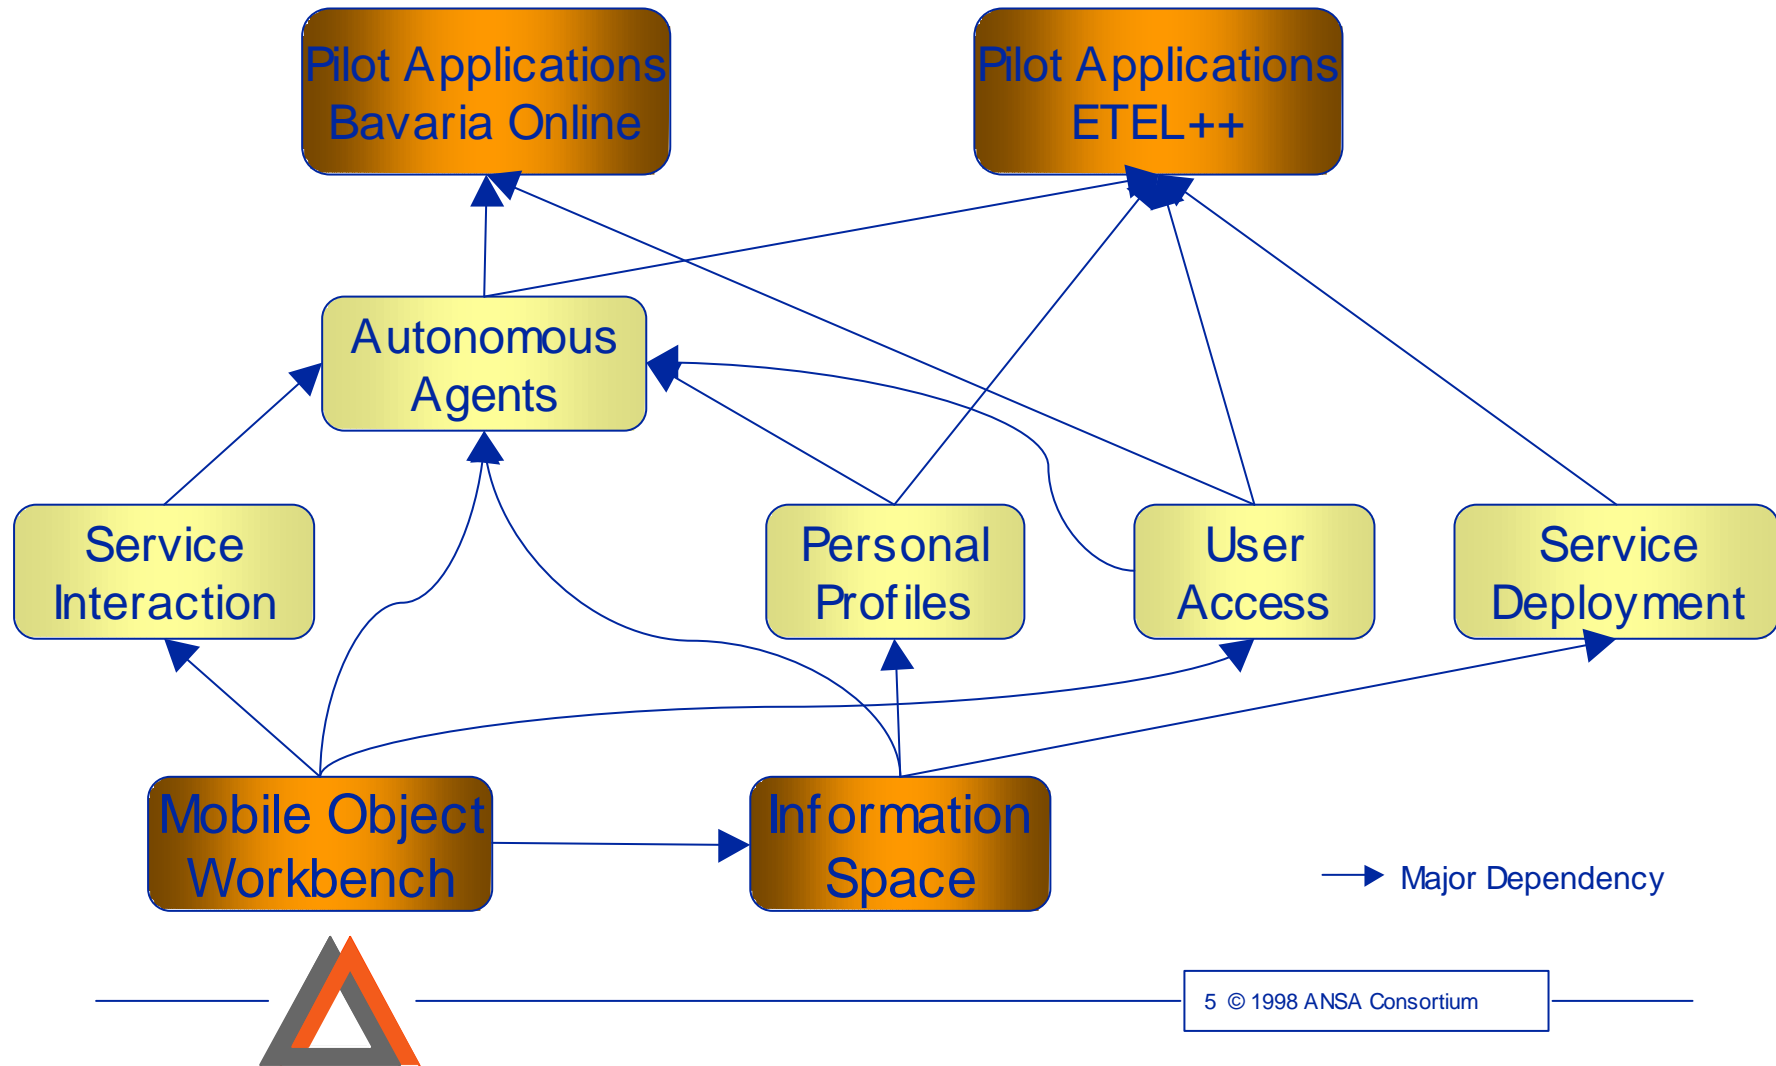 Pilot Applications
Bavaria Online
Pilot Applications
ETEL++
Autonomous
Agents
Service
Interaction
Personal
Profiles
User
Access
Service
Deployment
Mobile Object
Workbench
Information
Space
Major Dependency
5 © 1998 ANSA Consortium